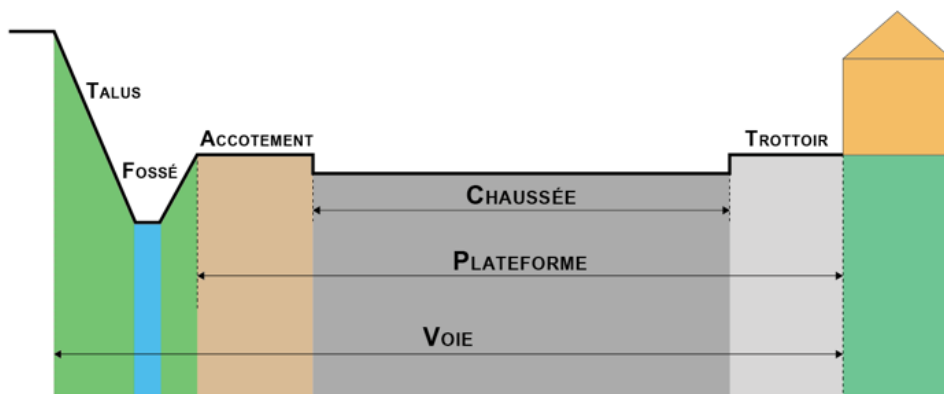 TALUS
ACCOTEMENT
TROTTOIR
FOSSÉ
CHAUSSÉE
PLATEFORME
VOIE